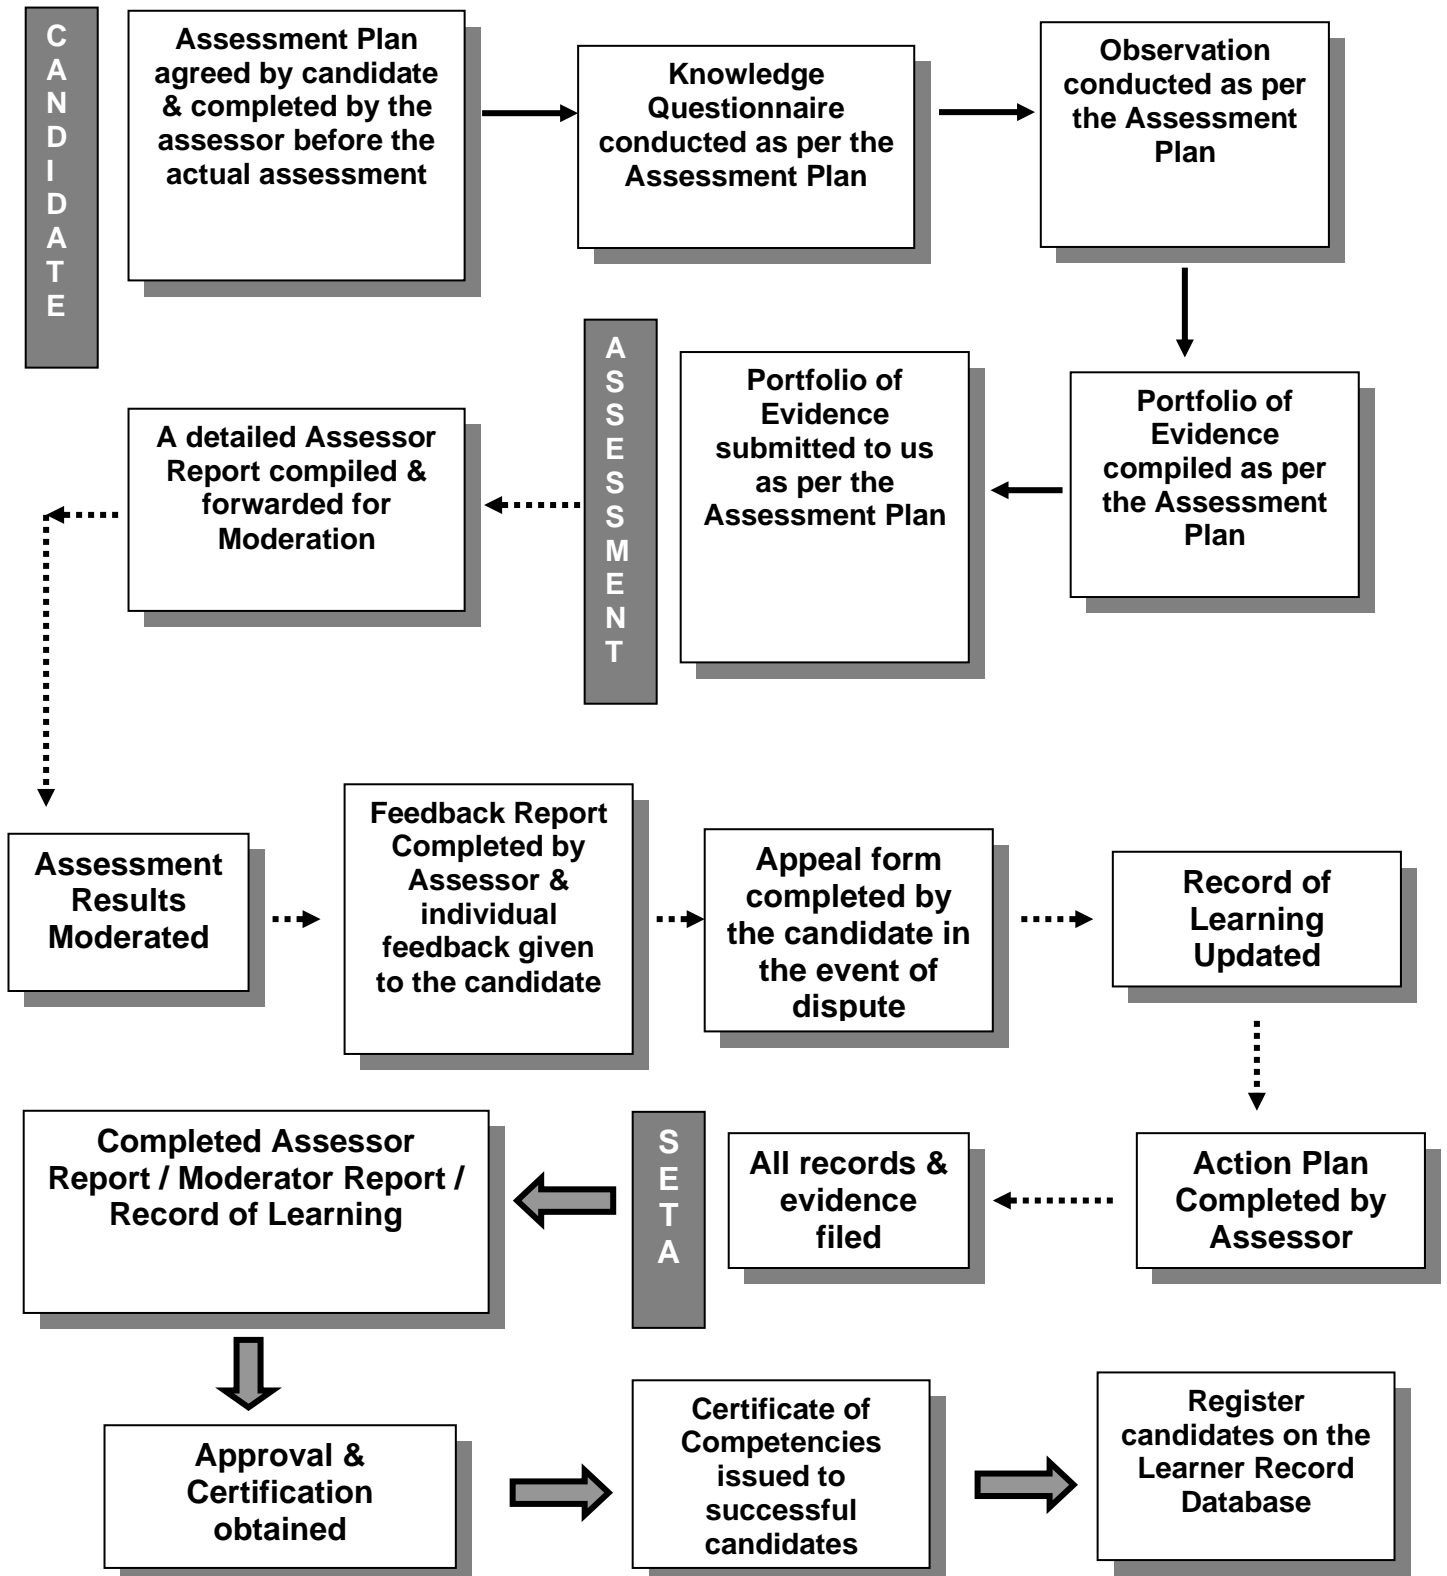 C
A
N
D
I
D
A
T
E
Assessment Plan
agreed by candidate
& completed by the
assessor before the
actual assessment
Knowledge
Questionnaire
conducted as per the
Assessment Plan
Observation
conducted as per
the Assessment
Plan
Portfolio of
Evidence
compiled as per
the Assessment
Plan
Portfolio of
Evidence
submitted to us
as per the
Assessment Plan
A
S
S
E
S
S
M
E
N
T
A detailed Assessor
Report compiled &
forwarded for
Moderation
Assessment
Results
Moderated
Feedback Report
Completed by
Assessor &
individual
feedback given
to the candidate
Appeal form
completed by
the candidate in
the event of
dispute
Record of
Learning
Updated
Action Plan
Completed by
Assessor
All records &
evidence
filed
S
E
T
A
Completed Assessor
Report / Moderator Report /
Record of Learning
Approval &
Certification
obtained
Certificate of
Competencies
issued to
successful
candidates
Register
candidates on the
Learner Record
Database